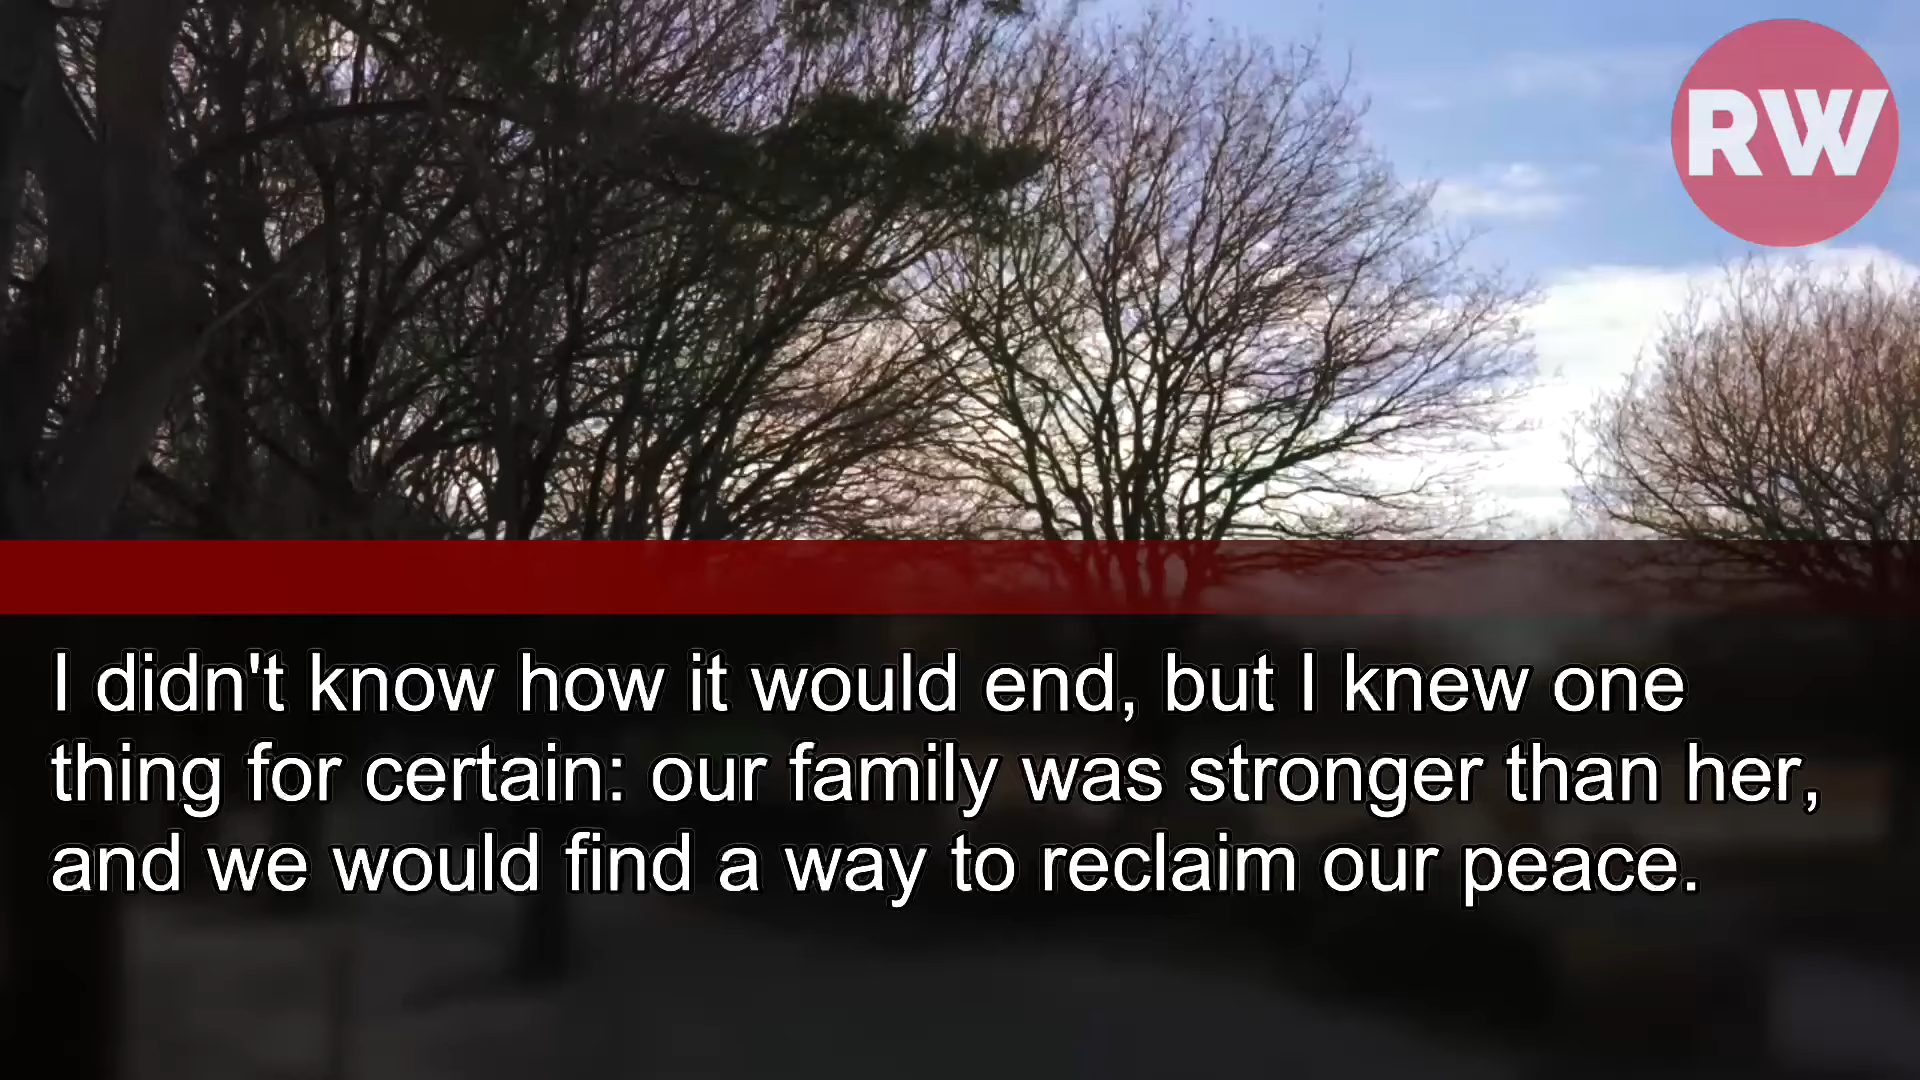 RW
I didn't know how it would end, but I knew one
thing for certain: our family was stronger than her,
and we would find a way to reclaim our peace.